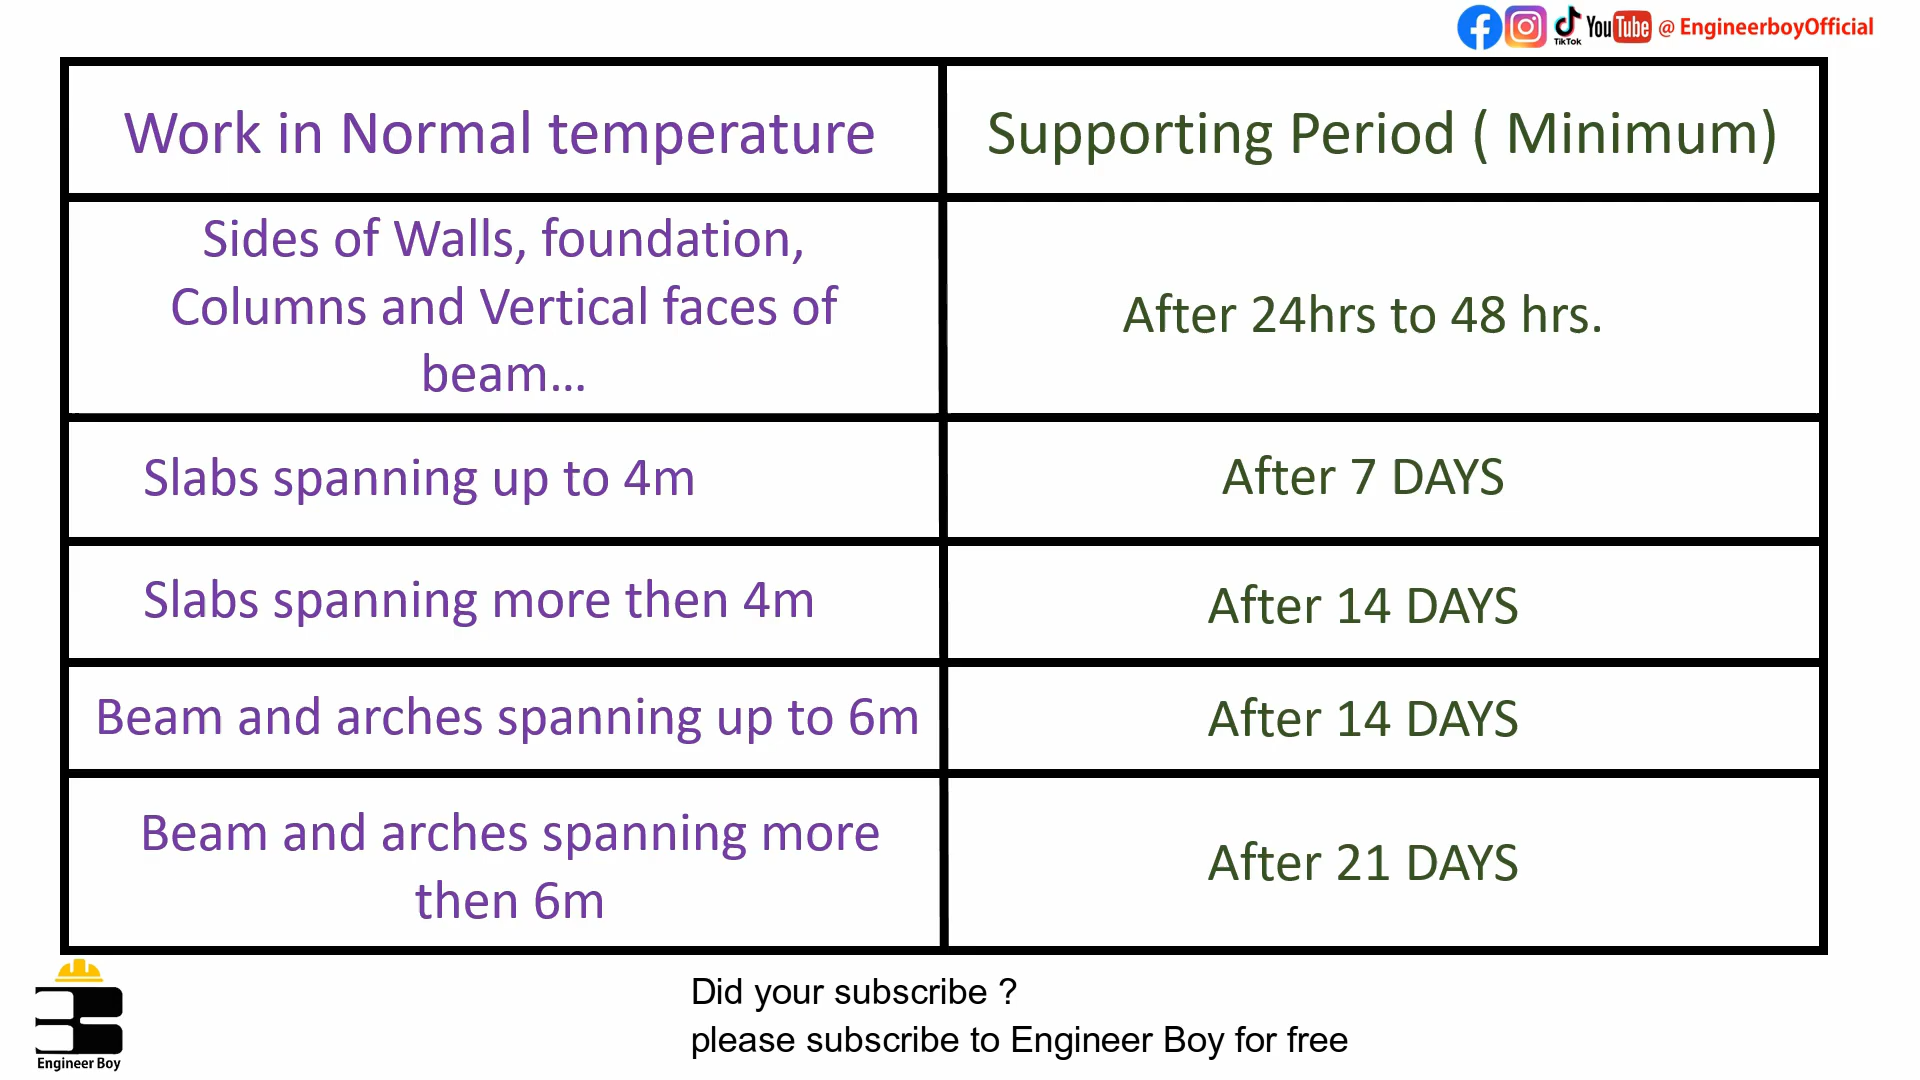 TikTok YouTube @ EngineerboyOfficial
Work in Normal temperature
Supporting Period ( Minimum)
Sides of Walls, foundation,
Columns and Vertical faces of
beam...
After 24hrs to 48 hrs.
Slabs spanning up to 4m
After 7 DAYS
Slabs spanning more then 4m
After 14 DAYS
Beam and arches spanning up to 6m
After 14 DAYS
Beam and arches spanning more
then 6m
After 21 DAYS
Engineer Boy
Did your subscribe ?
please subscribe to Engineer Boy for free